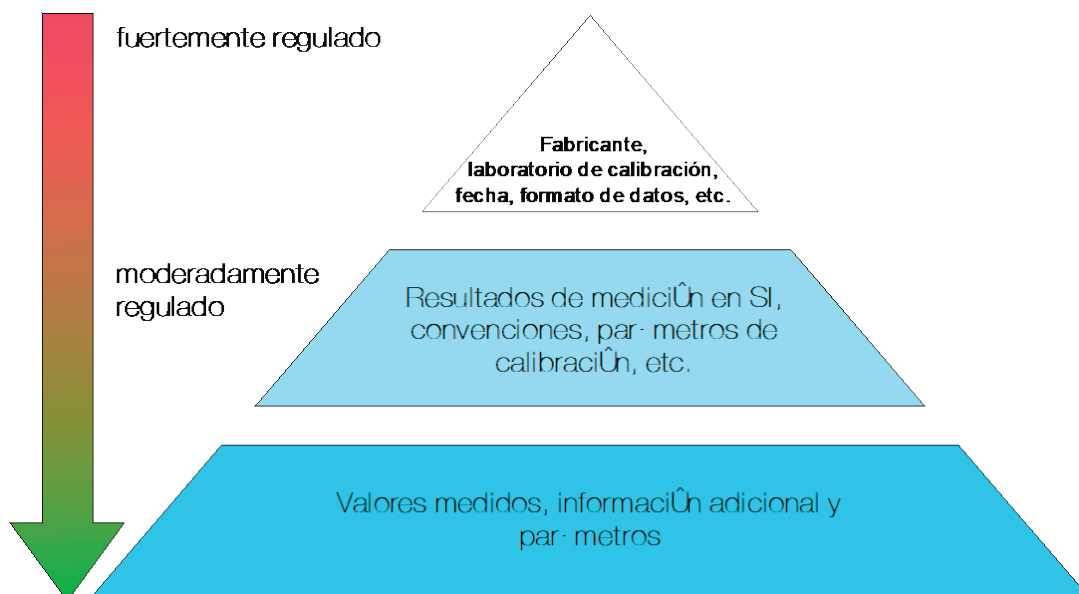 fuertemente regulado
Fabricante,
laboratorio de calibración,
fecha, formato de datos, etc.
moderadamente
regulado
Resultados de mediciÛn en SI,
convenciones, par· metros de
calibraciÛn, etc.
Valores medidos, informaciÛn adicional y
par· metros